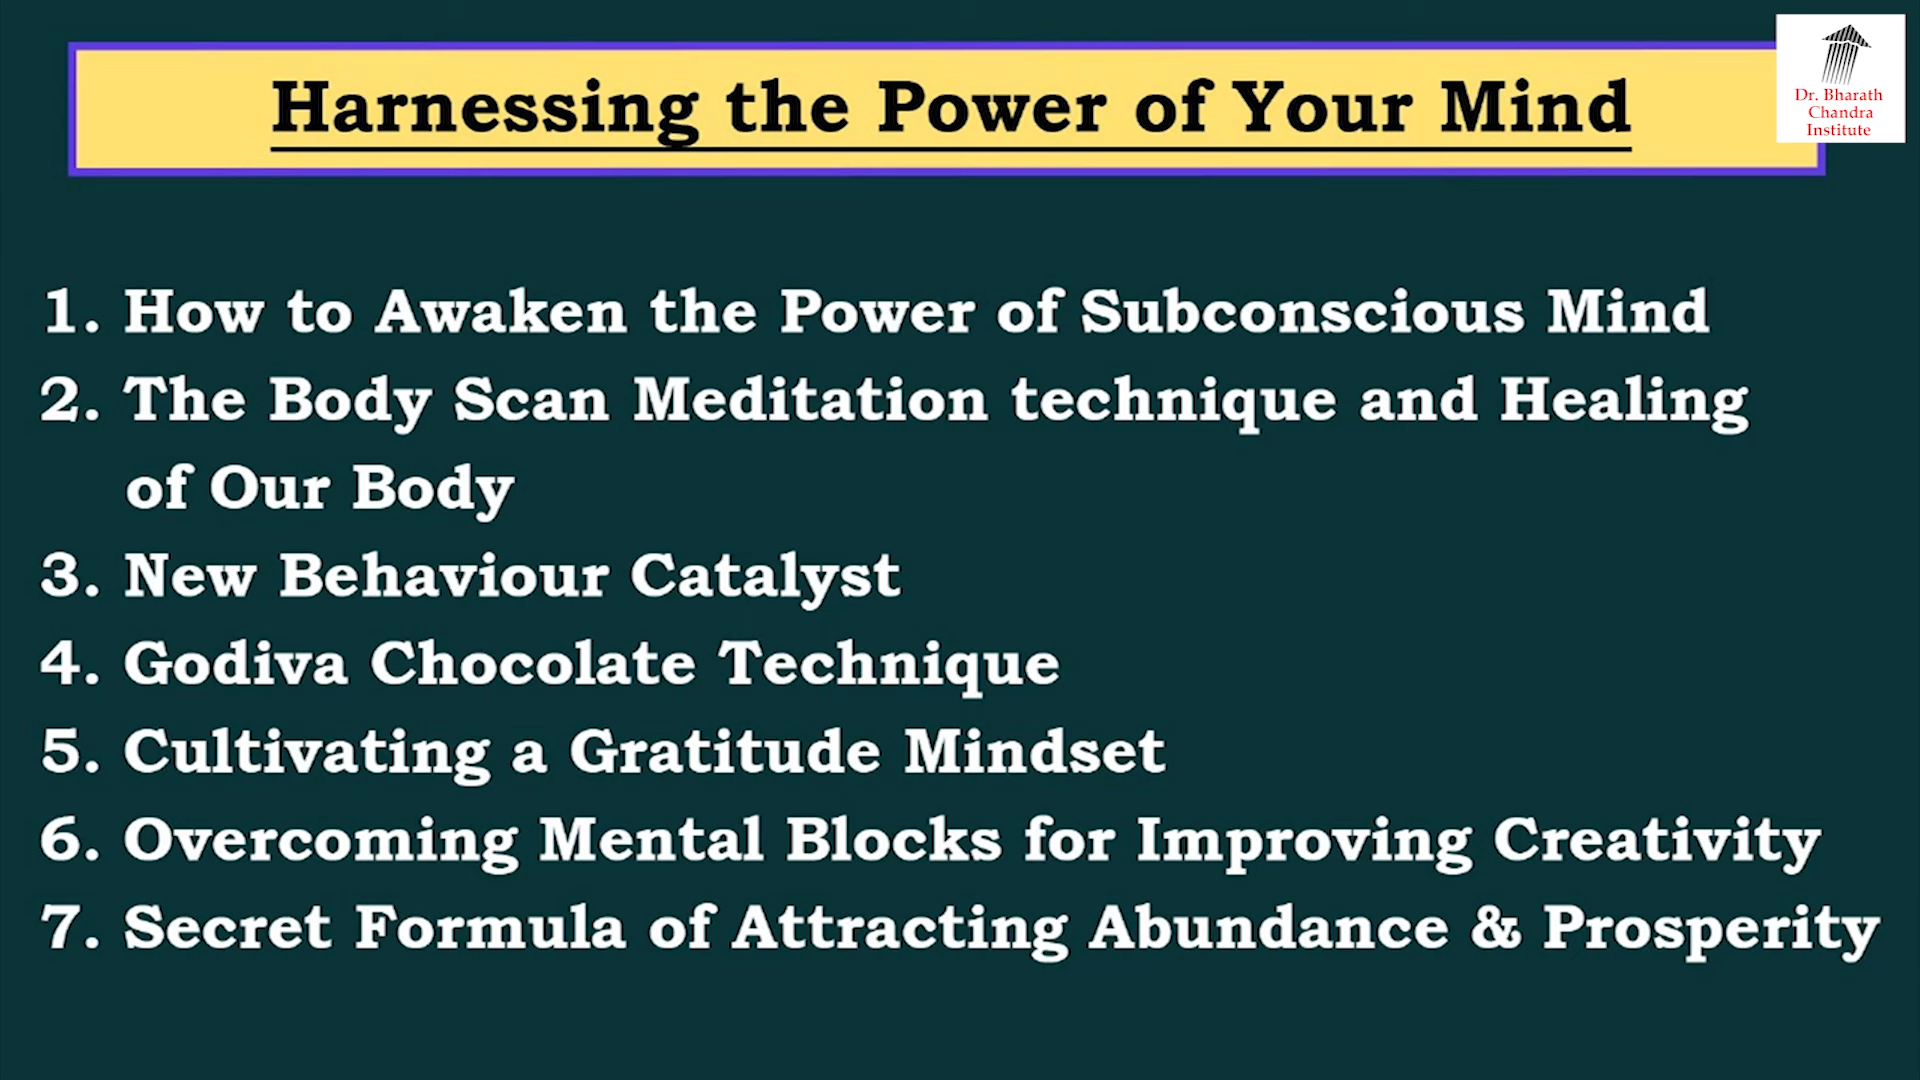 Harnessing the Power of Your Mind
Dr. Bharath
Chandra
Institute
1. How to Awaken the Power of Subconscious Mind
2. The Body Scan Meditation technique and Healing
of Our Body
3. New Behaviour Catalyst
4. Godiva Chocolate Technique
5. Cultivating a Gratitude Mindset
6. Overcoming Mental Blocks for Improving Creativity
7. Secret Formula of Attracting Abundance & Prosperity